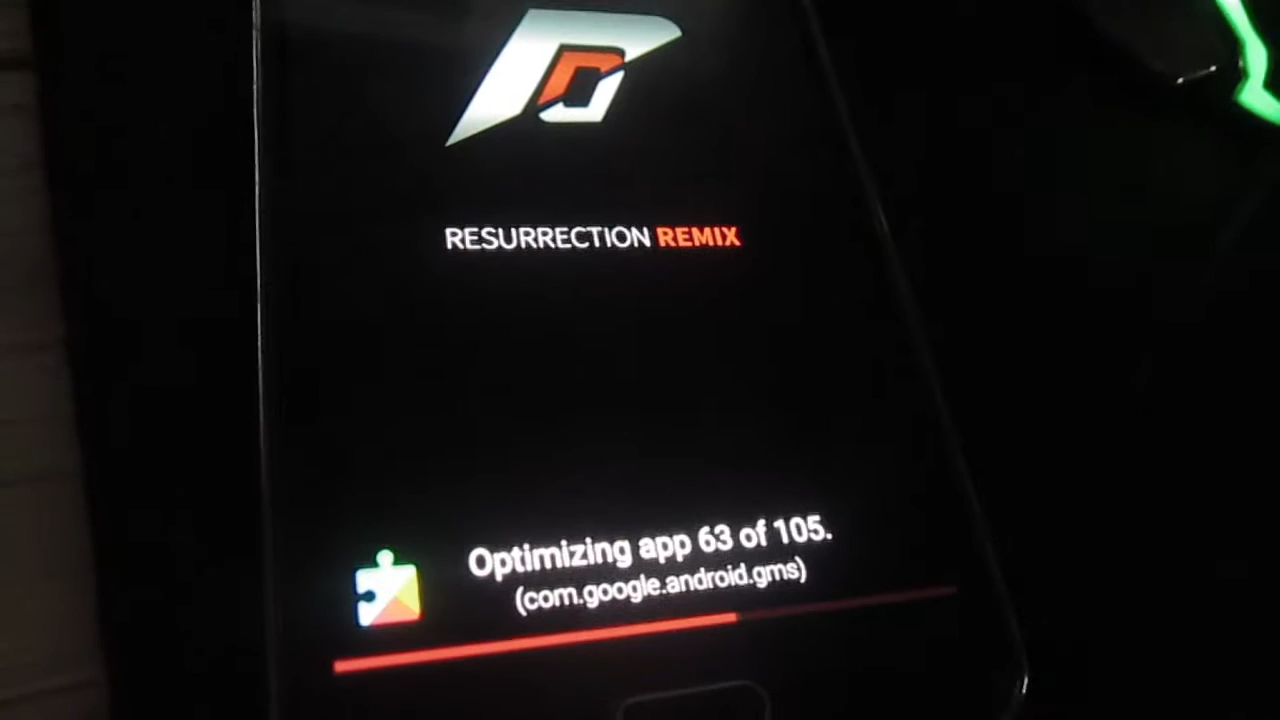 RESURRECTION REMIX
Optimizing app 63 of 105.
(com.google.android.gms)